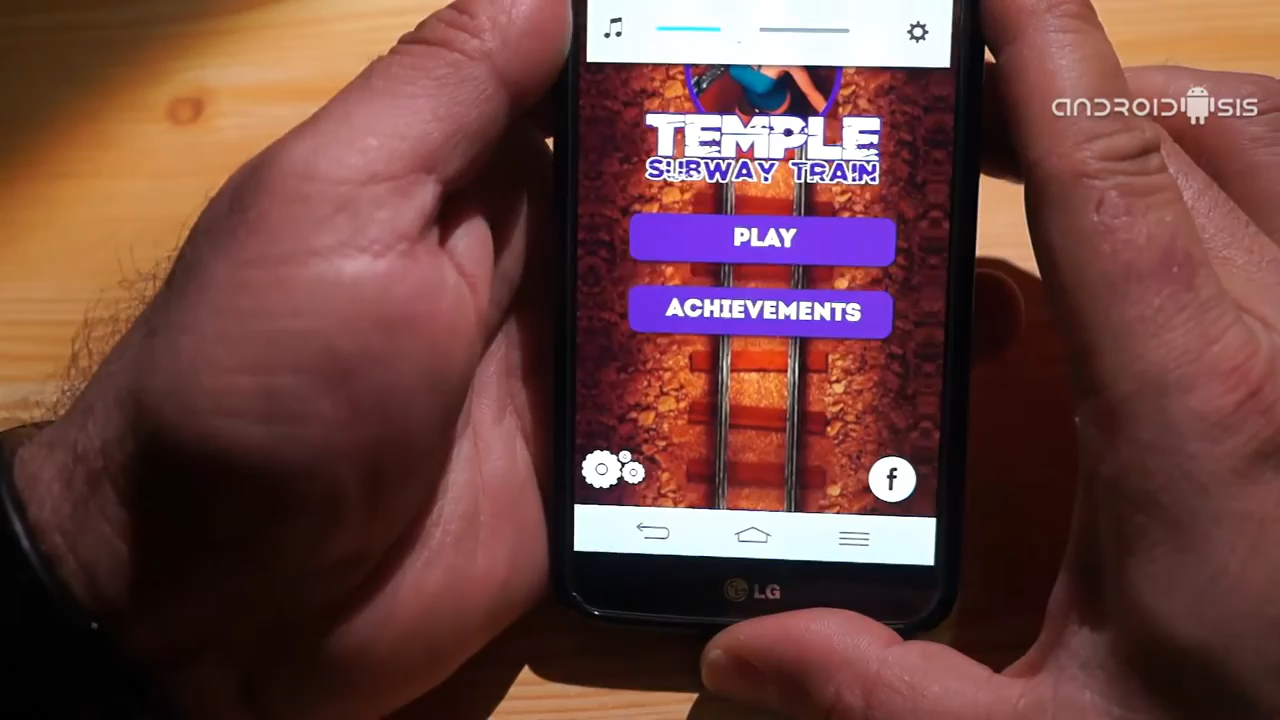 ANDROIDSIS
TEMPLE
SUBWAY TRAIN
PLAY
ACHIEVEMENTS
f
LG